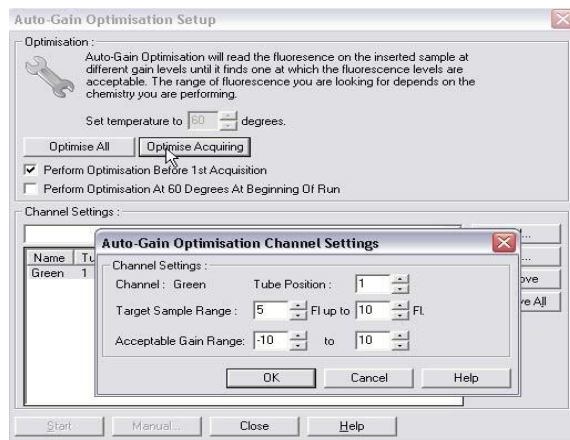 Auto-Gain Optimisation Setup
Optimisation :
Auto-Gain Optimisation will read the fluoresence on the inserted sample at
different gain levels until it finds one at which the fluorescence levels are
acceptable. The range of fluorescence you are looking for depends on the
chemistry you are performing.
Set temperature to 60 degrees.
Optimise All Optimise Acquiring
Perform Optimisation Before 1st Acquisition
Perform Optimisation At 60 Degrees At Beginning Of Run
Channel Settings :
Name
Green 1
Auto-Gain Optimisation Channel Settings
Channel Settings :
Channel : Green Tube Position : 1
Target Sample Range : 5 Fl up to 10 Fl.
Acceptable Gain Range: -10 to 10
OK Cancel Help
Start Manual... Close Help